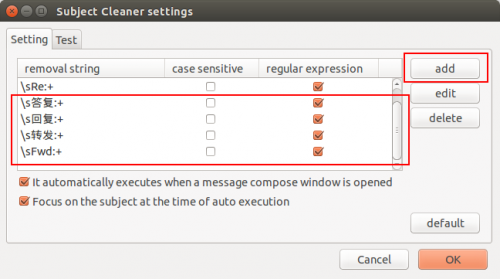 Subject Cleaner settings
Setting Test
removal string case sensitive regular expression
\sRe:+
\s答复:+
\s回复:+
\s转发:+
\sFwd:+
add
edit
delete
It automatically executes when a message compose window is opened
Focus on the subject at the time of auto execution
default
Cancel OK